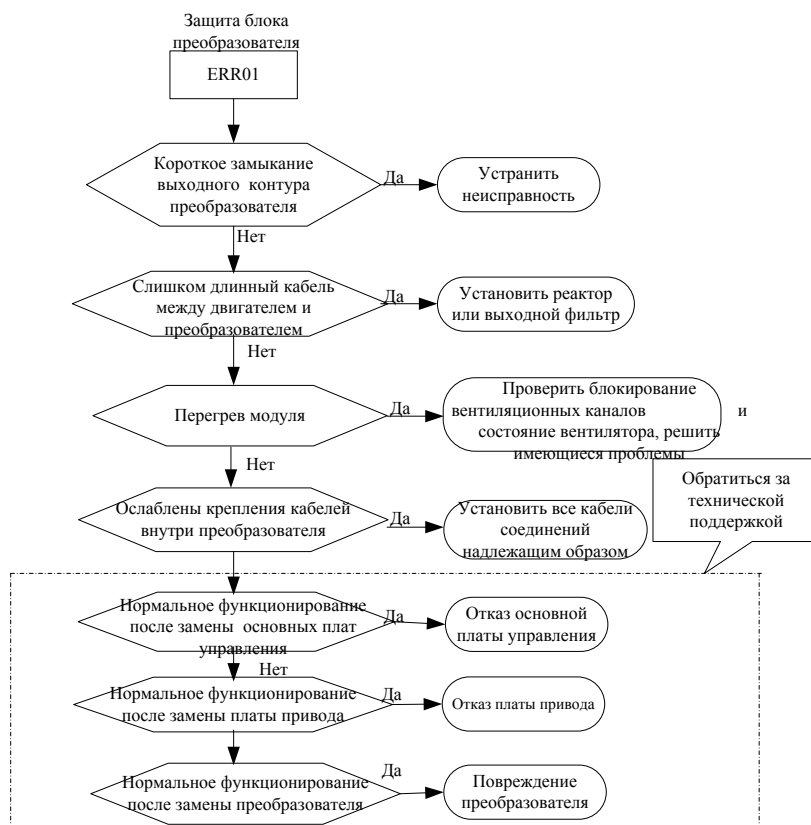 Защита блока
преобразователя
ERR01
Короткое замыкание
выходного контура
преобразователя
Да
Устранить
неисправность
Нет
Слишком длинный кабель
между двигателем и
преобразователем
Да
Установить реактор
или выходной фильтр
Нет
Перегрев модуля
Да
Проверить блокирование
вентиляционных каналов и
состояние вентилятора, решить
имеющиеся проблемы
Нет
Обратиться за
технической
поддержкой
Ослаблены крепления кабелей
внутри преобразователя
Да
Установить все кабели
соединений
надлежащим образом
Нормальное функционирование
после замены основных плат
управления
Да
Отказ основной
платы управления
Нет
Нормальное функционирование
после замены платы привода
Да
Отказ платы привода
Нормальное функционирование
после замены преобразователя
Да
Повреждение
преобразователя